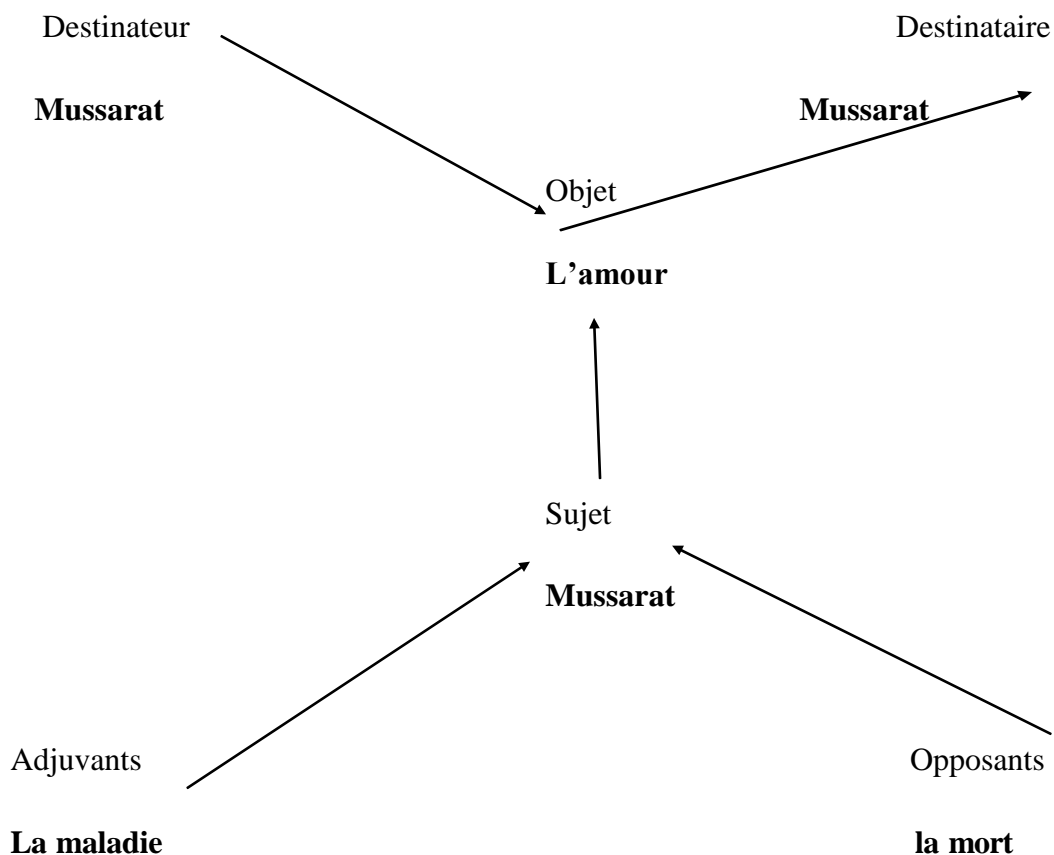 Destinateur Destinataire
Mussarat Mussarat
Objet
L’amour
Sujet
Mussarat
Adjuvants Opposants
La maladie la mort